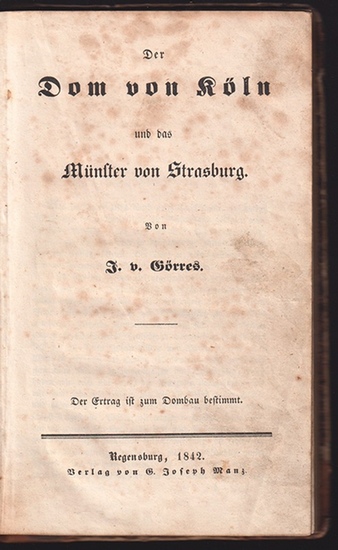 Der
Dom von Köln
und das
Münster von Strasburg.
Von
J. v. Görres.
Der Ertrag ist zum Dombau bestimmt.
Regensburg, 1842.
Verlag von G. Joseph Manz